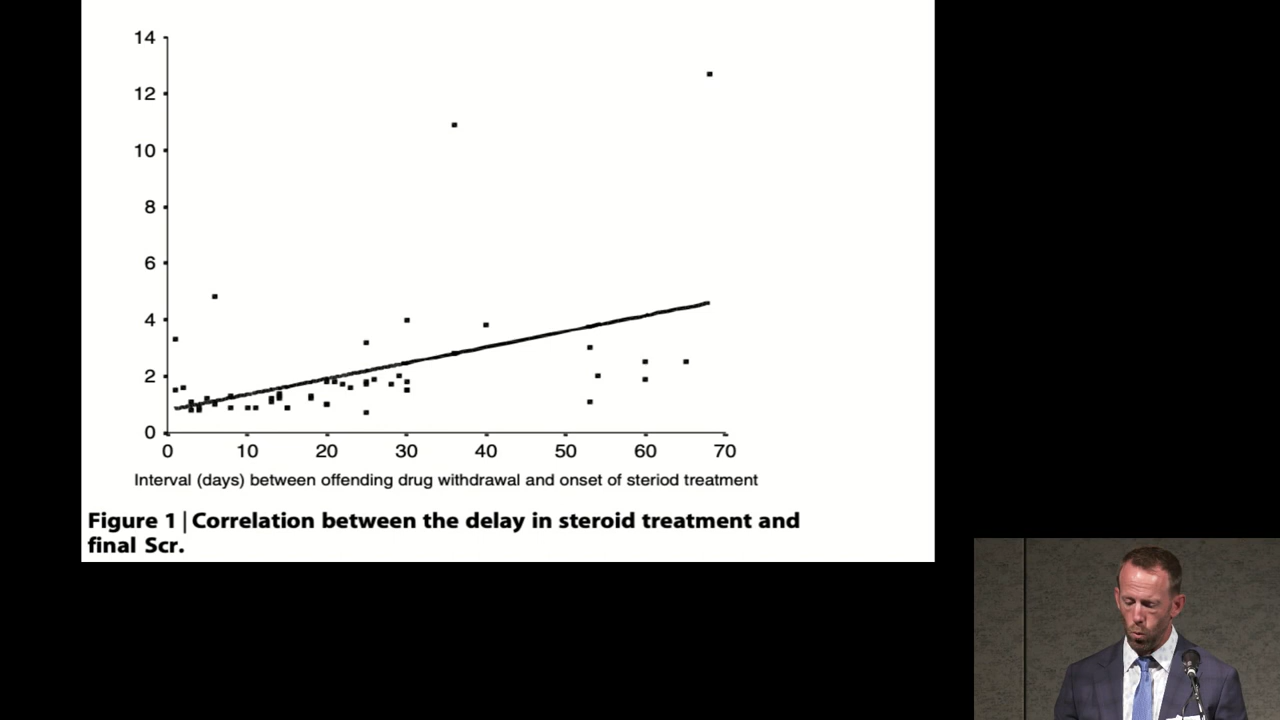 14
12
10
8
6
4
2
0
0 10 20 30 40 50 60 70
Interval (days) between offending drug withdrawal and onset of steriod treatment
Figure 1 | Correlation between the delay in steroid treatment and
final Scr.